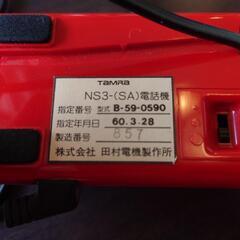 TAMRA
NS3-(SA)電話機
指定番号 型式 B-59-0590
指定年月日 60.3.28
製造番号 857
株式会社 田村電機製作所